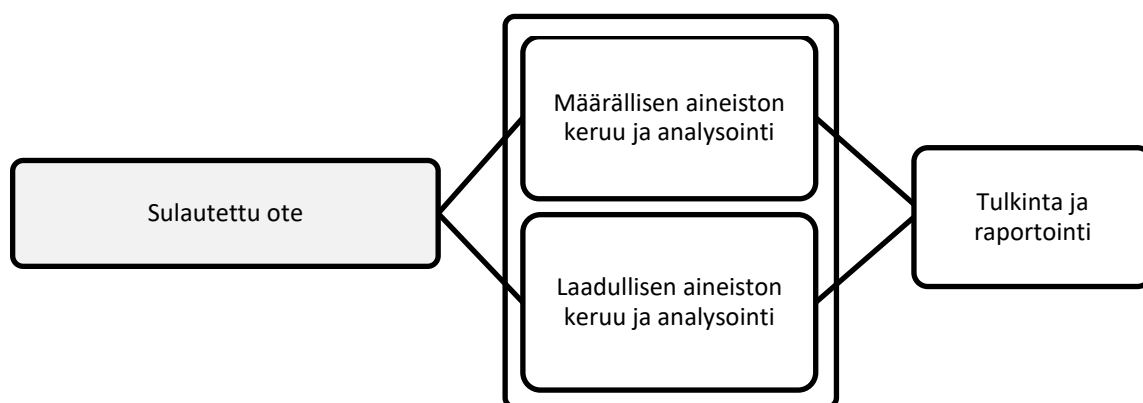 Sulautettu ote
Määrällisen aineiston
keruu ja analysointi
Laadullisen aineiston
keruu ja analysointi
Tulkinta ja
raportointi